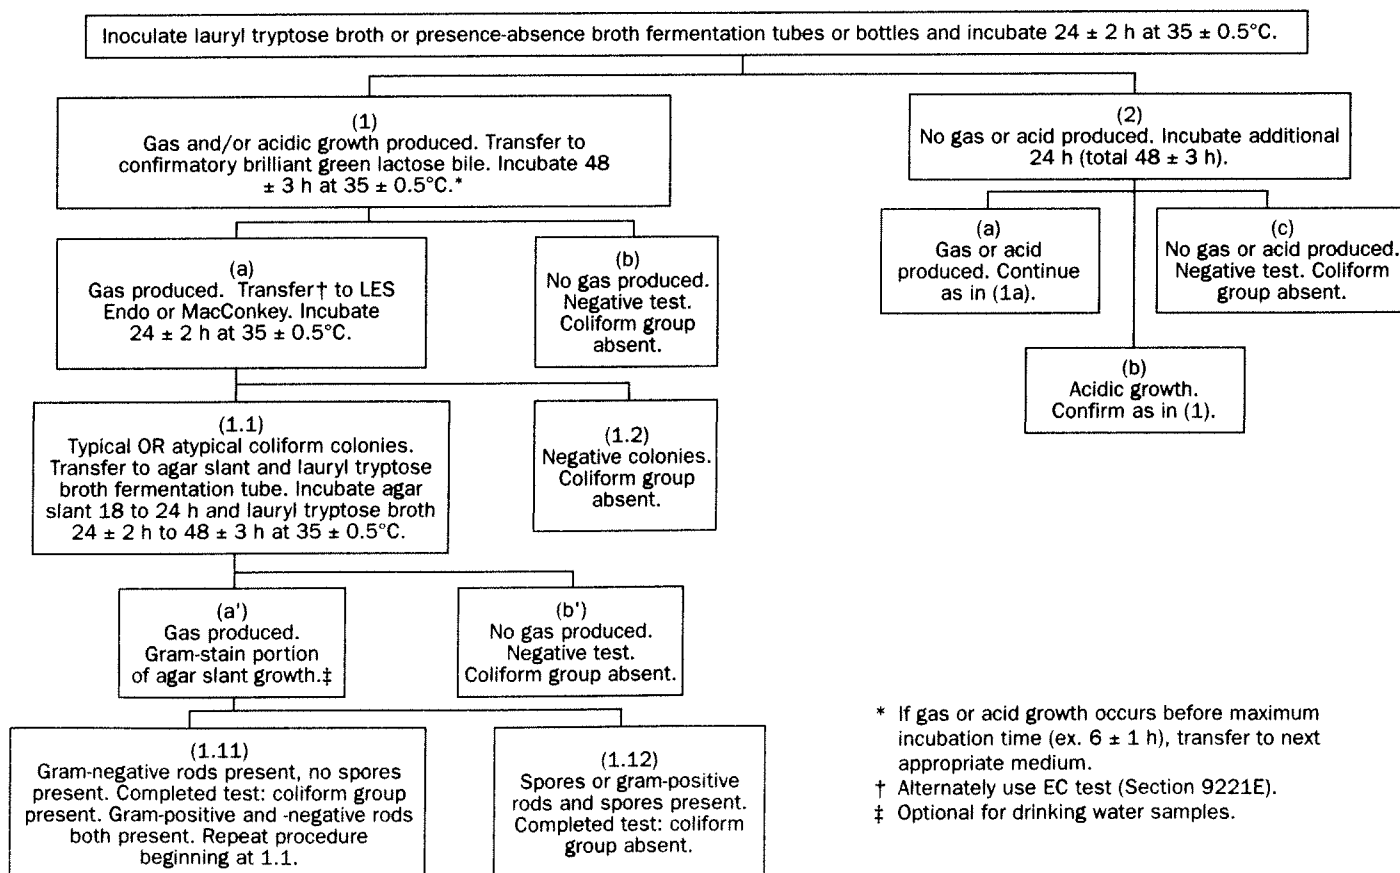 Inoculate lauryl tryptose broth or presence-absence broth fermentation tubes or bottles and incubate 24 ± 2 h at 35 ± 0.5°C.
(1)
Gas and/or acidic growth produced. Transfer to
confirmatory brilliant green lactose bile. Incubate 48
± 3 h at 35 ± 0.5°C.*
(2)
No gas or acid produced. Incubate additional
24 h (total 48 ± 3 h).
(a)
Gas produced. Transfer† to LES
Endo or MacConkey. Incubate
24 ± 2 h at 35 ± 0.5°C.
(b)
No gas produced.
Negative test.
Coliform group
absent.
(a)
Gas or acid
produced. Continue
as in (1a).
(c)
No gas or acid produced.
Negative test. Coliform
group absent.
(b)
Acidic growth.
Confirm as in (1).
(1.1)
Typical OR atypical coliform colonies.
Transfer to agar slant and lauryl tryptose
broth fermentation tube. Incubate agar
slant 18 to 24 h and lauryl tryptose broth
24 ± 2 h to 48 ± 3 h at 35 ± 0.5°C.
(1.2)
Negative colonies.
Coliform group
absent.
(a')
Gas produced.
Gram-stain portion
of agar slant growth.‡
(b')
No gas produced.
Negative test.
Coliform group absent.
(1.11)
Gram-negative rods present, no spores
present. Completed test: coliform group
present. Gram-positive and -negative rods
both present. Repeat procedure
beginning at 1.1.
(1.12)
Spores or gram-positive
rods and spores present.
Completed test: coliform
group absent.
* If gas or acid growth occurs before maximum
incubation time (ex. 6 ± 1 h), transfer to next
appropriate medium.
† Alternately use EC test (Section 9221E).
‡ Optional for drinking water samples.